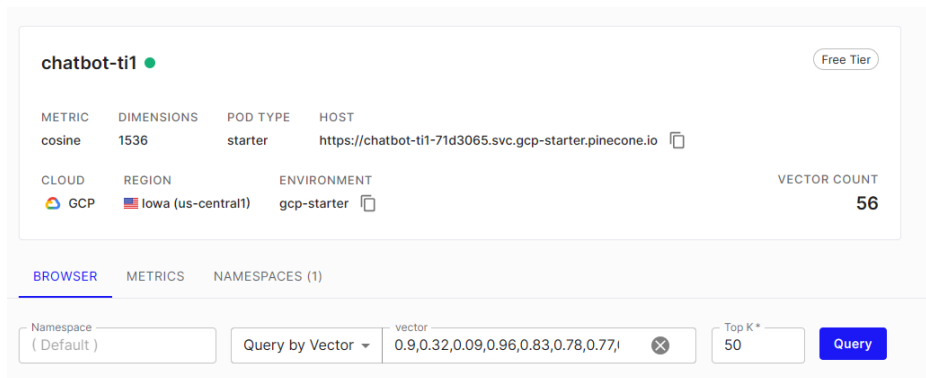 chatbot-ti1
Free Tier
METRIC DIMENSIONS POD TYPE HOST
cosine 1536 starter https://chatbot-ti1-71d3065.svc.gcp-starter.pinecone.io
CLOUD REGION ENVIRONMENT VECTOR COUNT
GCP Iowa (us-central1) gcp-starter 56
BROWSER METRICS NAMESPACES (1)
Namespace vector Top K*
( Default ) Query by Vector 0.9,0.32,0.09,0.96,0.83,0.78,0.77, 50 Query